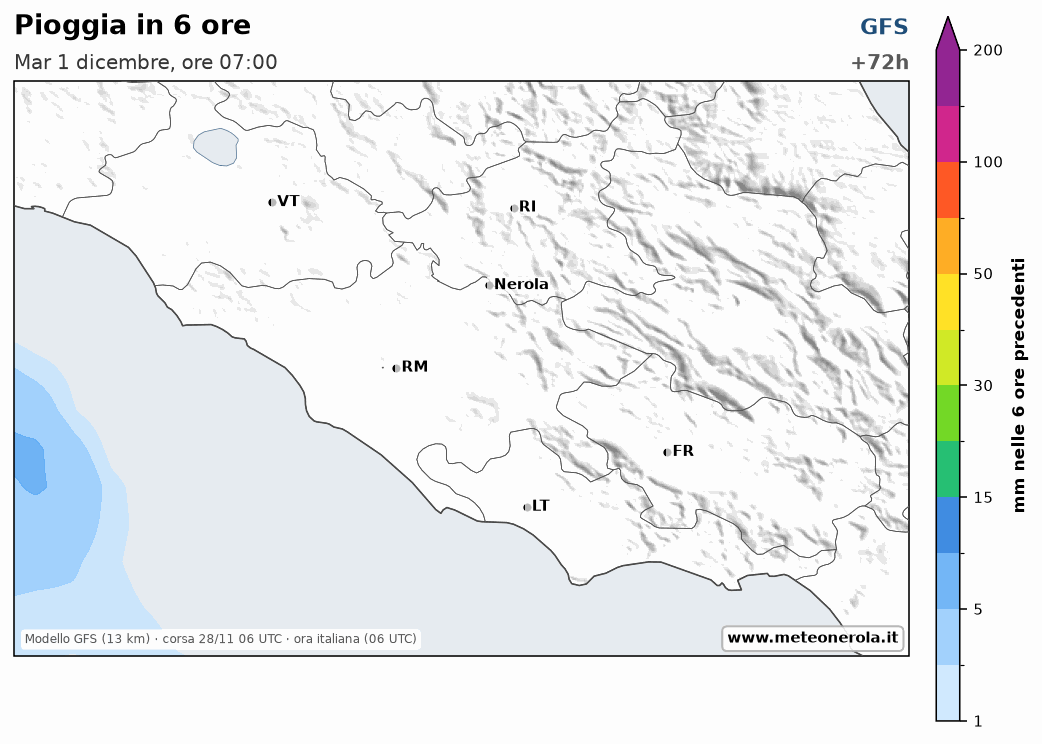 Pioggia in 6 ore
GFS
Mar 1 dicembre, ore 07:00
+72h
VT
RI
Nerola
RM
FR
LT
Modello GFS (13 km) · corsa 28/11 06 UTC · ora italiana (06 UTC)
www.meteonerola.it
200
100
50
30
15
5
1
mm nelle 6 ore precedenti